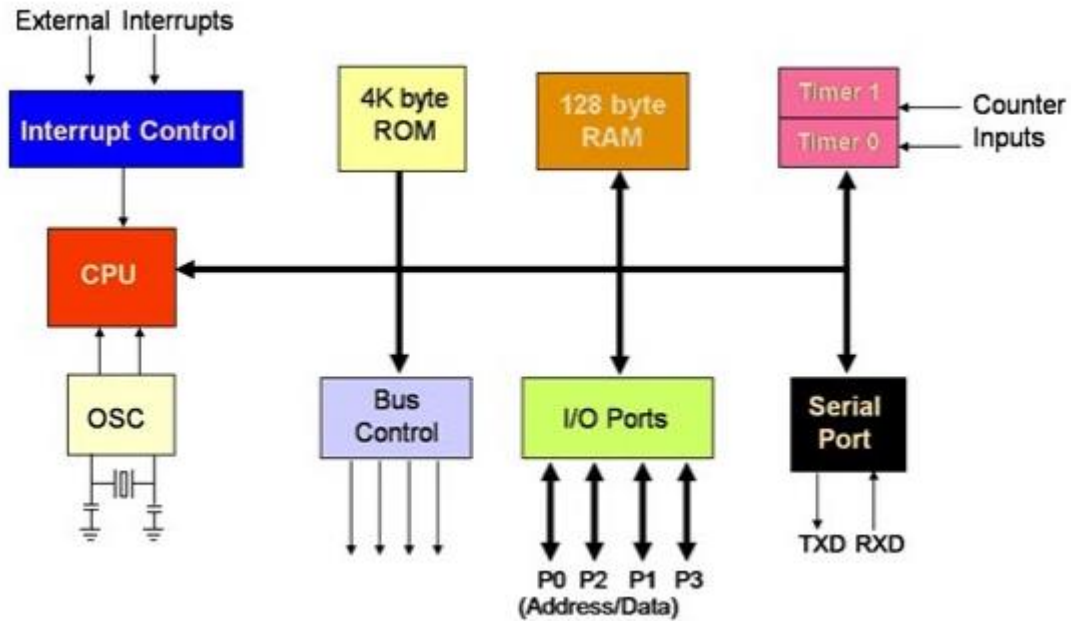 External Interrupts
Interrupt Control
4K byte
ROM
128 byte
RAM
Timer 1
Timer 0
Counter
Inputs
CPU
OSC
Bus
Control
I/O Ports
Serial
Port
TXD RXD
P0 P2 P1 P3
(Address/Data)